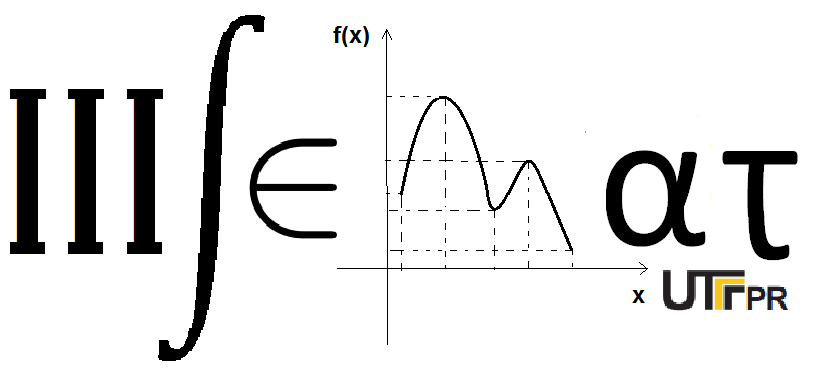 III∫∈ατ
f(x)
x
UTFPR